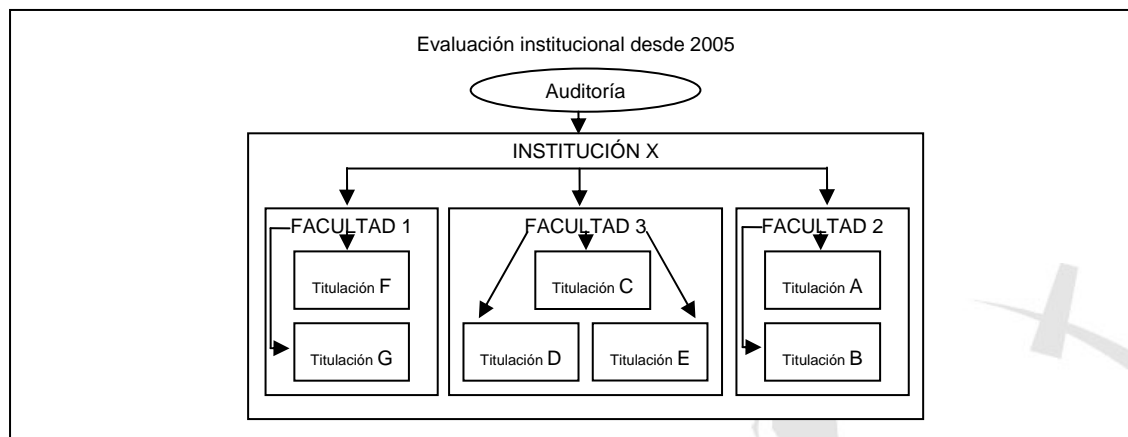 Evaluación institucional desde 2005
Auditoría
INSTITUCIÓN X
FACULTAD 1
Titulación F
Titulación G
FACULTAD 3
Titulación C
Titulación D
Titulación E
FACULTAD 2
Titulación A
Titulación B